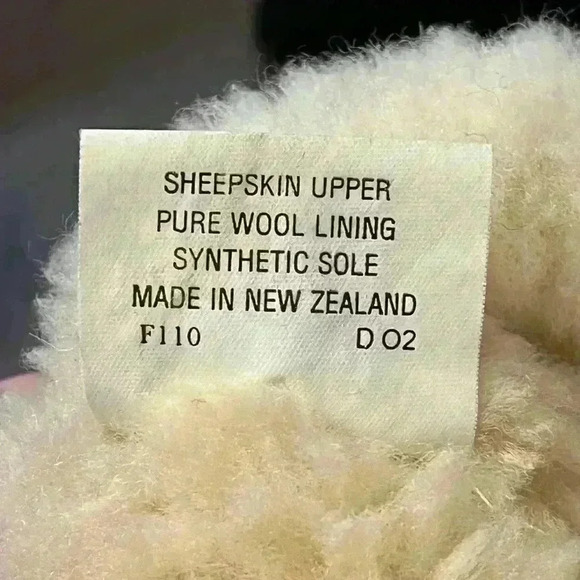 SHEEPSKIN UPPER
PURE WOOL LINING
SYNTHETIC SOLE
MADE IN NEW ZEALAND
F110 D O2